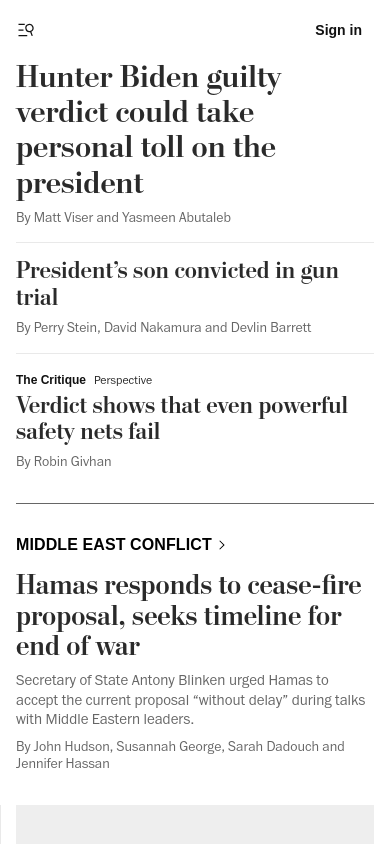 Sign in
Hunter Biden guilty
verdict could take
personal toll on the
president
By Matt Viser and Yasmeen Abutaleb
President’s son convicted in gun
trial
By Perry Stein, David Nakamura and Devlin Barrett
The Critique Perspective
Verdict shows that even powerful
safety nets fail
By Robin Givhan
MIDDLE EAST CONFLICT
Hamas responds to cease-fire
proposal, seeks timeline for
end of war
Secretary of State Antony Blinken urged Hamas to
accept the current proposal “without delay” during talks
with Middle Eastern leaders.
By John Hudson, Susannah George, Sarah Dadouch and
Jennifer Hassan